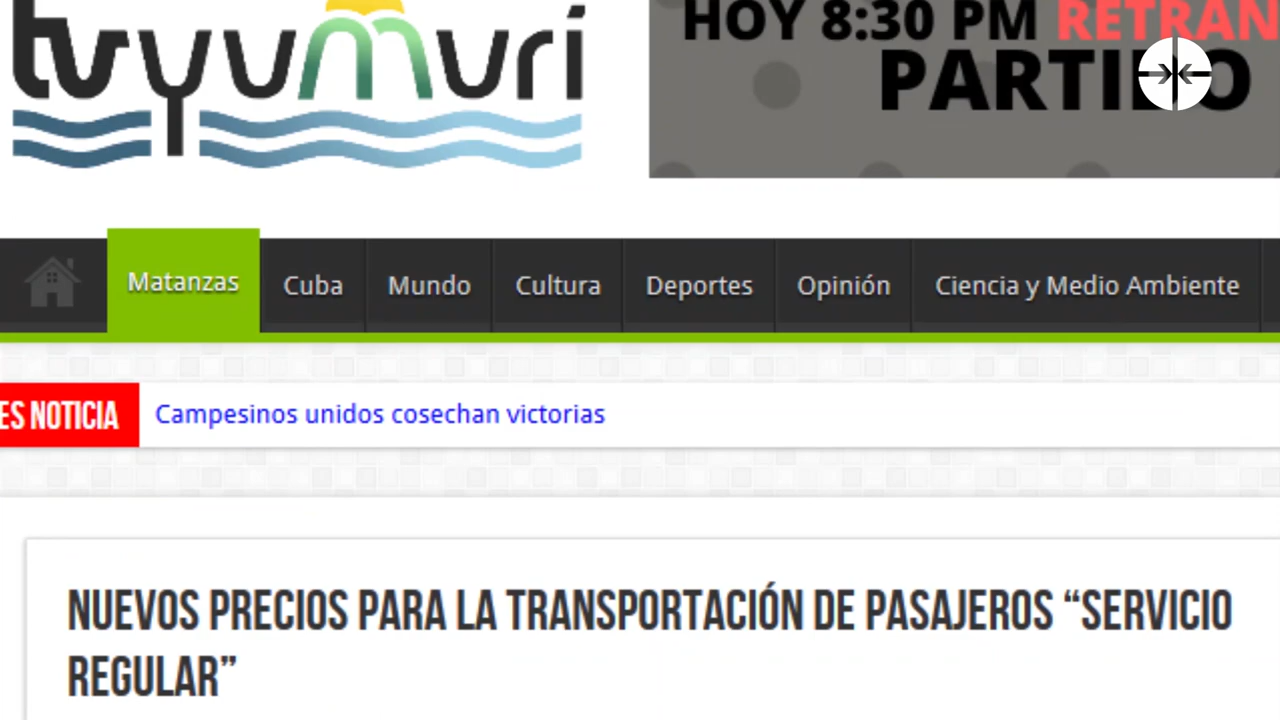 tvyumurí
HOY 8:30 PM RETRAN
PARTIDO
Matanzas
Cuba
Mundo
Cultura
Deportes
Opinión
Ciencia y Medio Ambiente
ES NOTICIA
Campesinos unidos cosechan victorias
NUEVOS PRECIOS PARA LA TRANSPORTACIÓN DE PASAJEROS “SERVICIO
REGULAR”